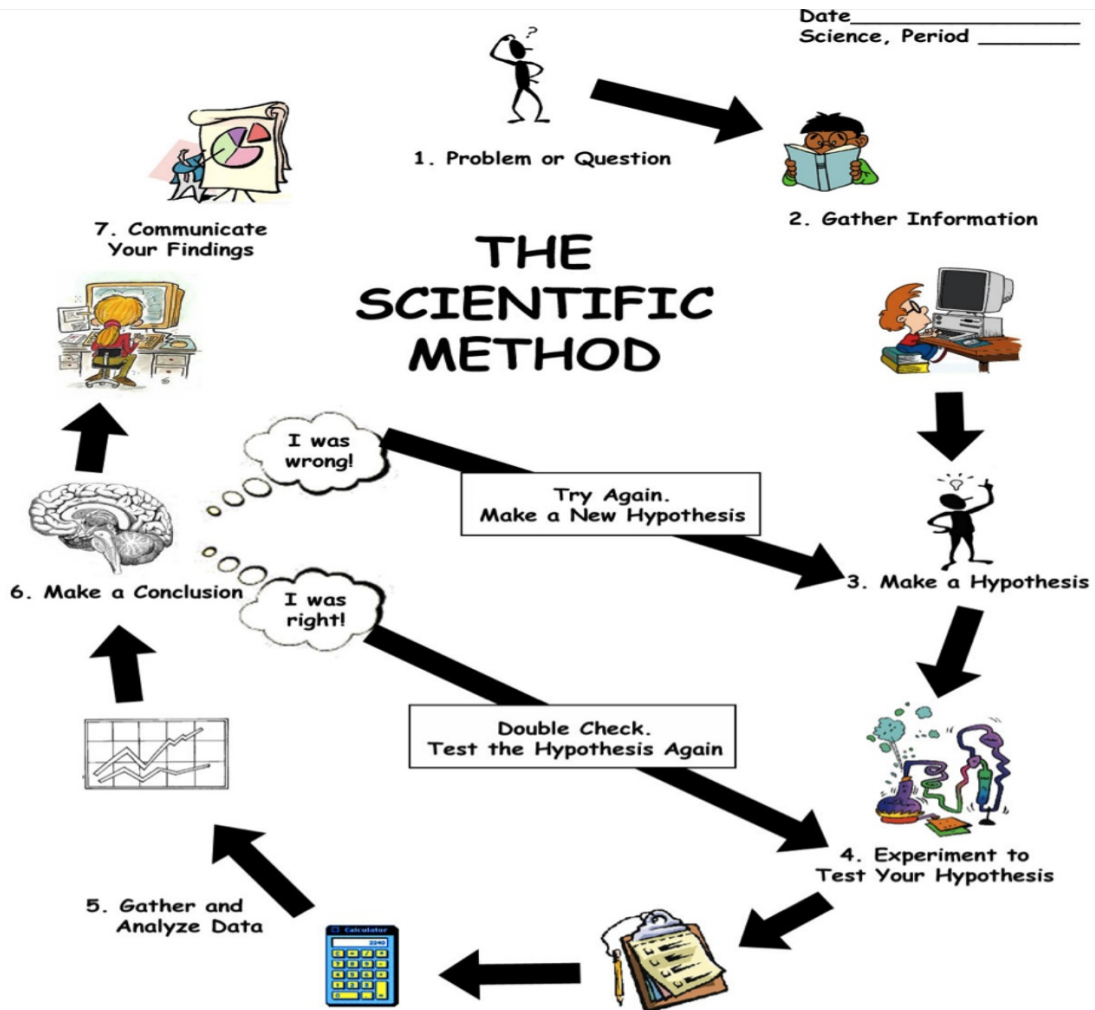 Date
Science, Period
1. Problem or Question
2. Gather Information
7. Communicate
Your Findings
THE
SCIENTIFIC
METHOD
I was
wrong!
Try Again.
Make a New Hypothesis
3. Make a Hypothesis
6. Make a Conclusion
I was
right!
Double Check.
Test the Hypothesis Again
4. Experiment to
Test Your Hypothesis
5. Gather and
Analyze Data
Calculator